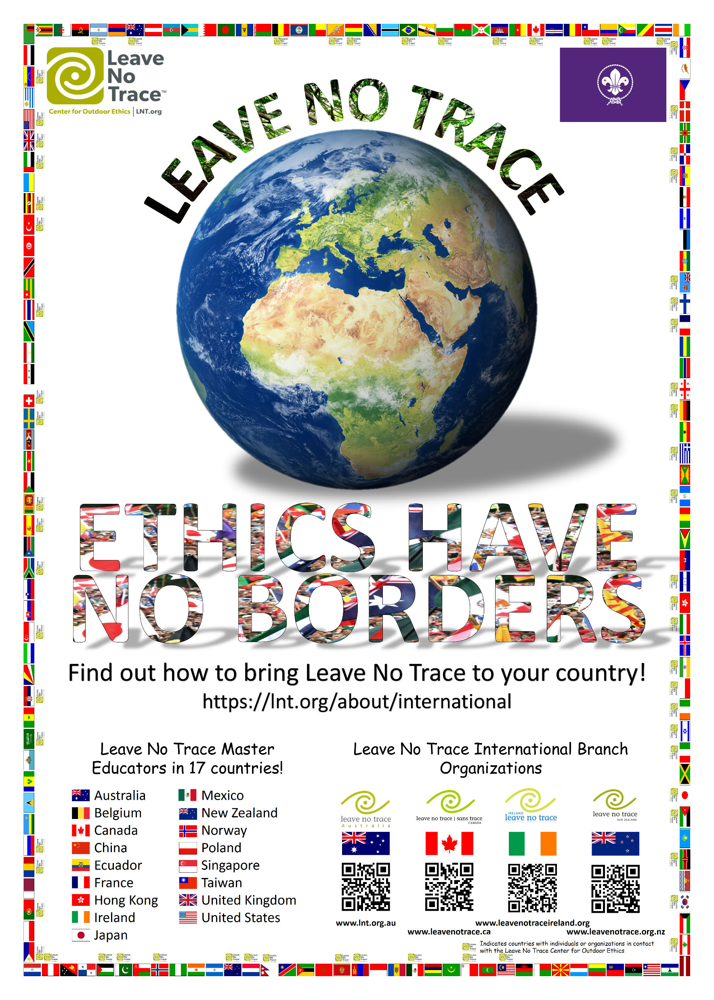 Leave
No
Trace™
Center for Outdoor Ethics | LNT.org
LEAVE NO TRACE
ETHICS HAVE
NO BORDERS
Find out how to bring Leave No Trace to your country!
https://lnt.org/about/international
Leave No Trace Master
Educators in 17 countries!
Australia
Belgium
Canada
China
Ecuador
France
Hong Kong
Ireland
Japan
Mexico
New Zealand
Norway
Poland
Singapore
Taiwan
United Kingdom
United States
Leave No Trace International Branch
Organizations
leave no trace
Australia
leave no trace | sans trace
CANADA
IRELAND
leave no trace
leave no trace
NEW ZEALAND
www.lnt.org.au
www.leavenotrace.ca
www.leavenotraceireland.org
www.leavenotrace.org.nz
Leave
No
Trace
Indicates countries with individuals or organizations in contact
with the Leave No Trace Center for Outdoor Ethics